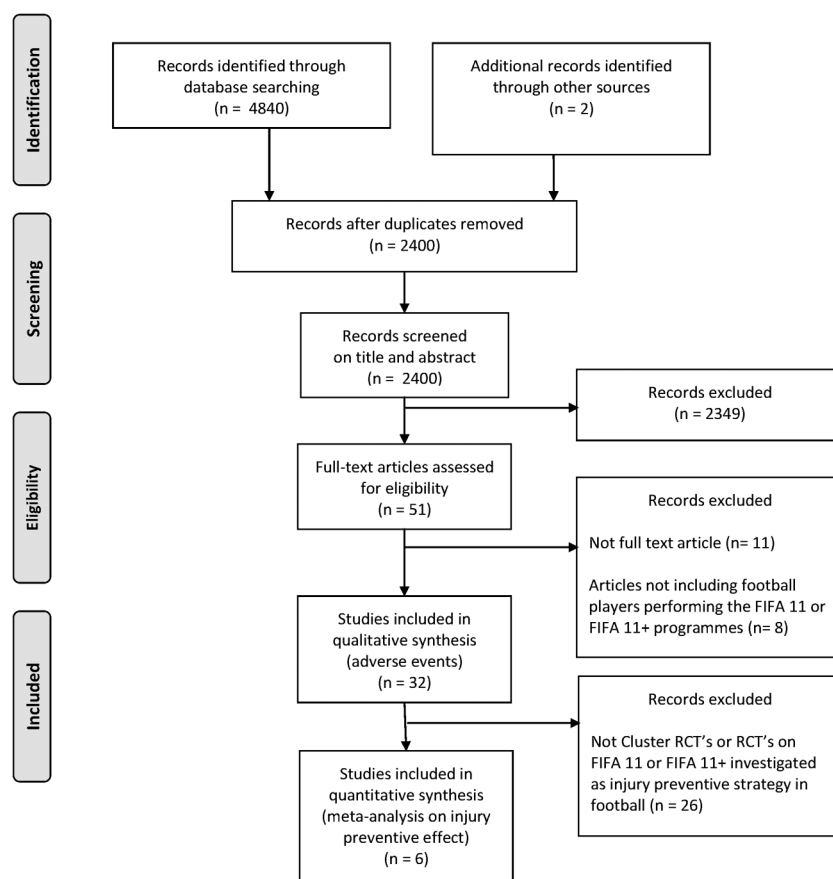 Identification
Records identified through
database searching
(n =  4840)
Additional records identified
through other sources
(n = 2)
Screening
Records after duplicates removed
(n = 2400)
Records screened
on title and abstract
(n =  2400)
Records excluded
(n = 2349)
Eligibility
Full-text articles assessed
for eligibility
(n = 51)
Records excluded
Not full text article (n= 11)
Articles not including football
players performing the FIFA 11 or
FIFA 11+ programmes (n= 8)
Included
Studies included in
qualitative synthesis
(adverse events)
(n = 32)
Records excluded
Not Cluster RCT's or RCT's on
FIFA 11 or FIFA 11+ investigated
as injury preventive strategy in
football (n = 26)
Studies included in
quantitative synthesis
(meta-analysis on injury
preventive effect)
(n = 6)